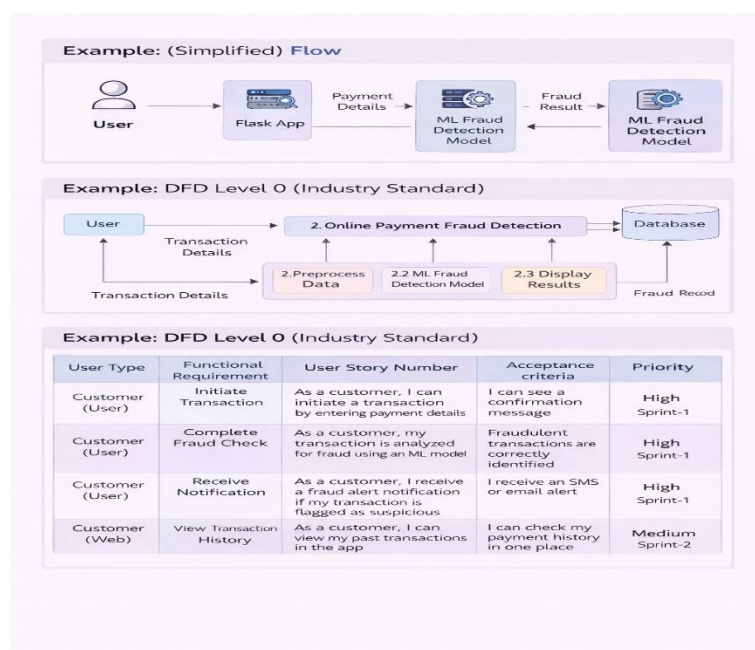 Example: (Simplified) Flow
User
Flask App
Payment
Details
ML Fraud
Detection
Model
Fraud
Result
ML Fraud
Detection
Model
Example: DFD Level 0 (Industry Standard)
User
Transaction
Details
2. Online Payment Fraud Detection
Database
Transaction Details
2.Preprocess
Data
2.2 ML Fraud
Detection Model
2.3 Display
Results
Fraud Recod
Example: DFD Level 0 (Industry Standard)
User Type
Functional
Requirement
User Story Number
Acceptance
criteria
Priority
Customer
(User)
Initiate
Transaction
As a customer, I can
initiate a transaction
by entering payment details
I can see a
confirmation
message
High
Sprint-1
Customer
(User)
Complete
Fraud Check
As a customer, my
transaction is analyzed
for fraud using an ML model
Fraudulent
transactions are
correctly
identified
High
Sprint-1
Customer
(User)
Receive
Notification
As a customer, I receive
a fraud alert notification
if my transaction is
flagged as suspicious
I receive an SMS
or email alert
High
Sprint-1
Customer
(Web)
View Transaction
History
As a customer, I can
view my past transactions
in the app
I can check my
payment history
in one place
Medium
Sprint-2